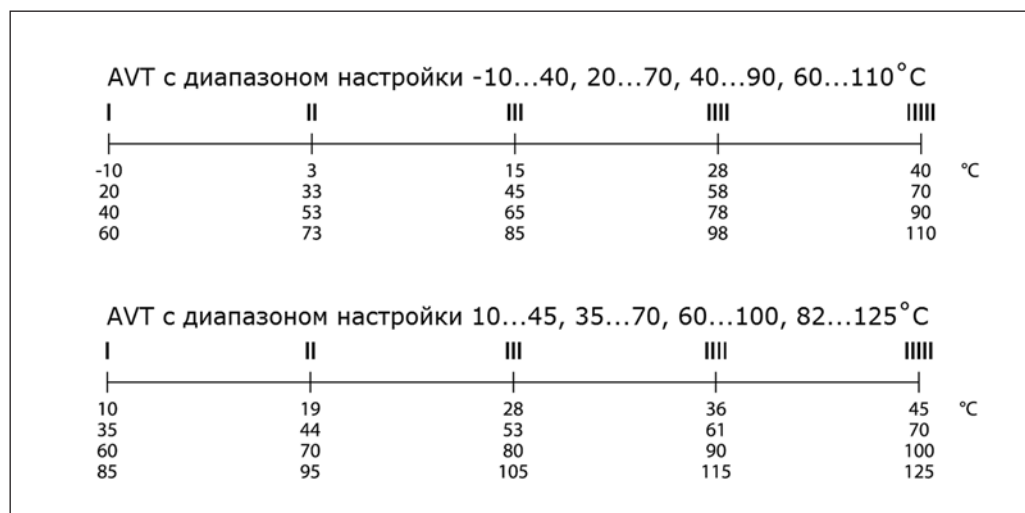 AVT с диапазоном настройки -10...40, 20...70, 40...90, 60...110°C
I II III IIII IIIII
-10 3 15 28 40 °C
20 33 45 58 70
40 53 65 78 90
60 73 85 98 110
AVT с диапазоном настройки 10...45, 35...70, 60...100, 82...125°C
I II III IIII IIIII
10 19 28 36 45 °C
35 44 53 61 70
60 70 80 90 100
85 95 105 115 125